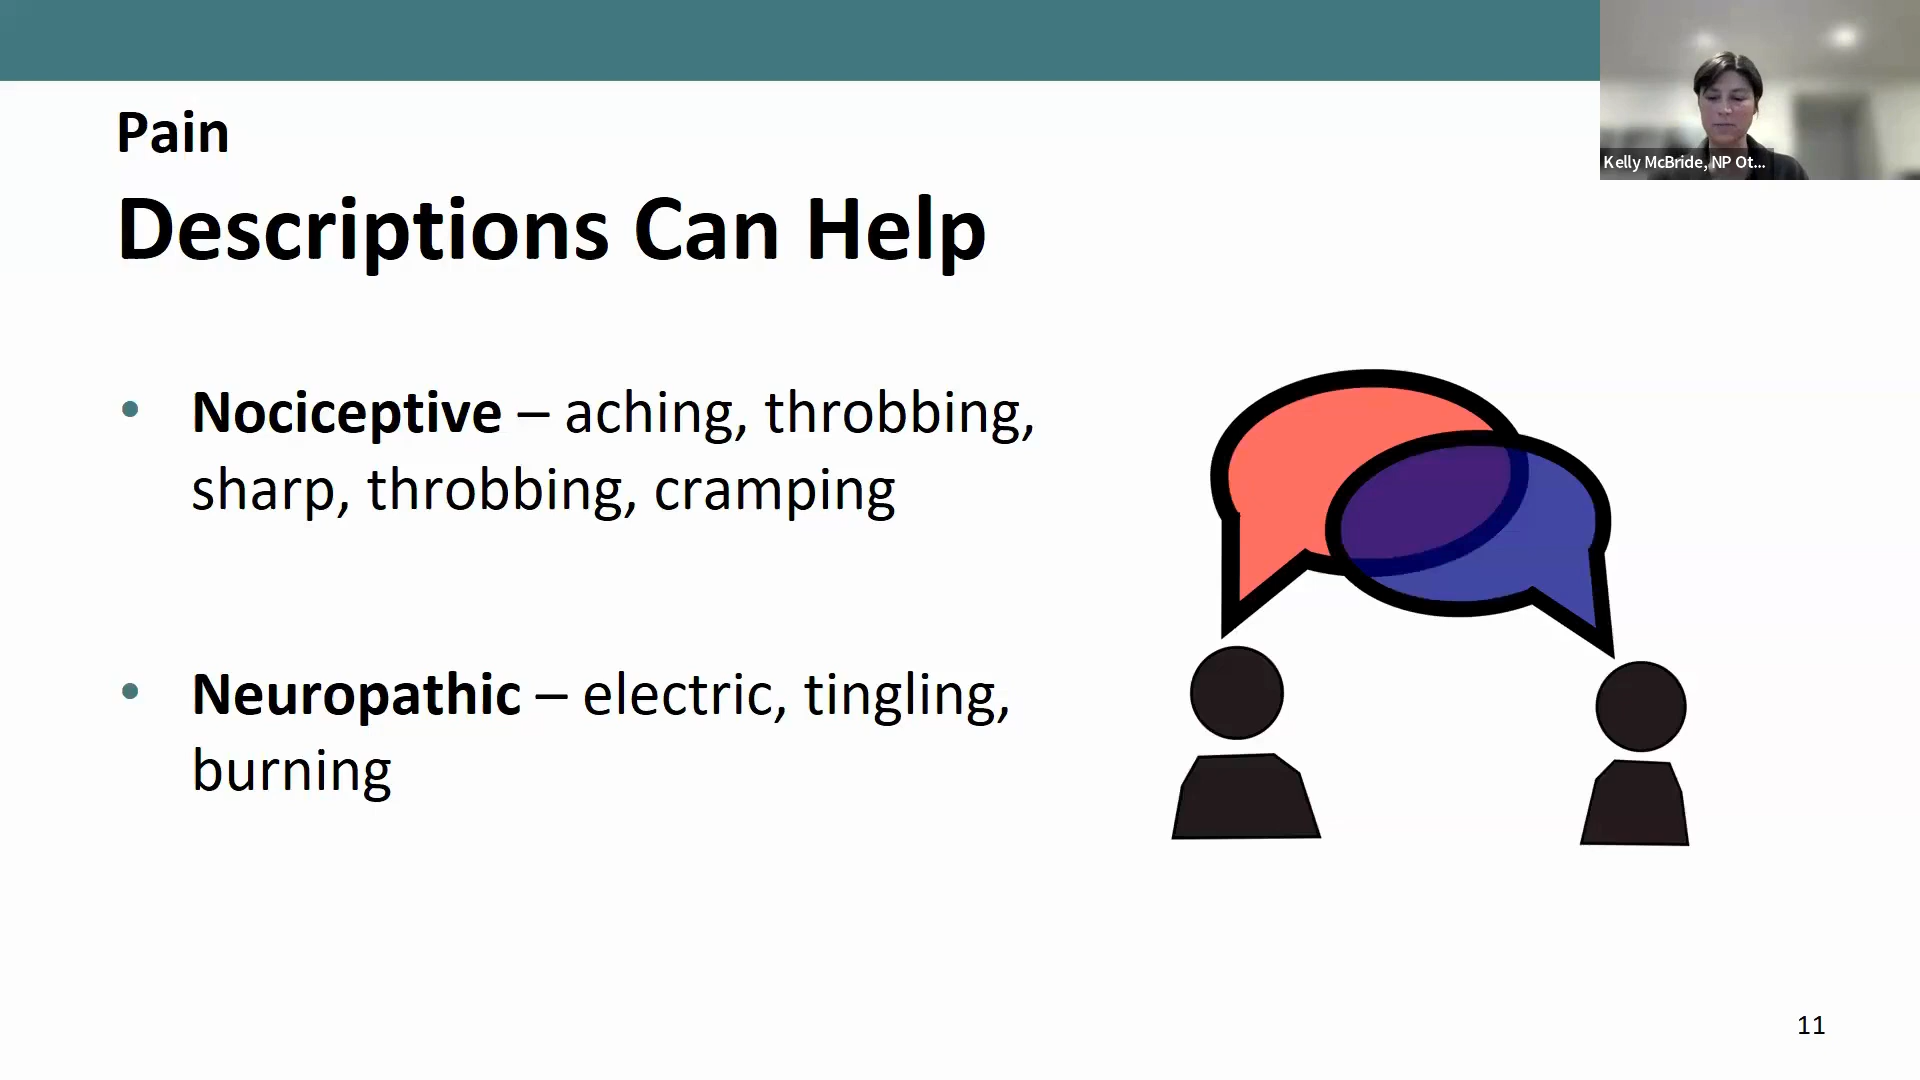 Pain
Descriptions Can Help
• Nociceptive – aching, throbbing,
sharp, throbbing, cramping
• Neuropathic – electric, tingling,
burning
Kelly McBride, NP Ot...
11